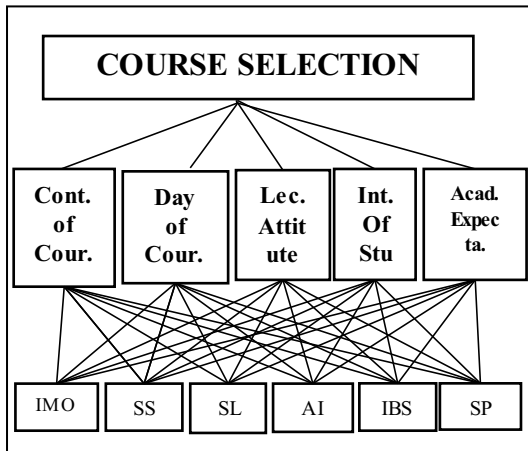 COURSE SELECTION
Cont.
of
Cour.
Day
of
Cour.
Lec.
Attit
ute
Int.
Of
Stu
Acad.
Expec
ta.
IMO
SS
SL
AI
IBS
SP